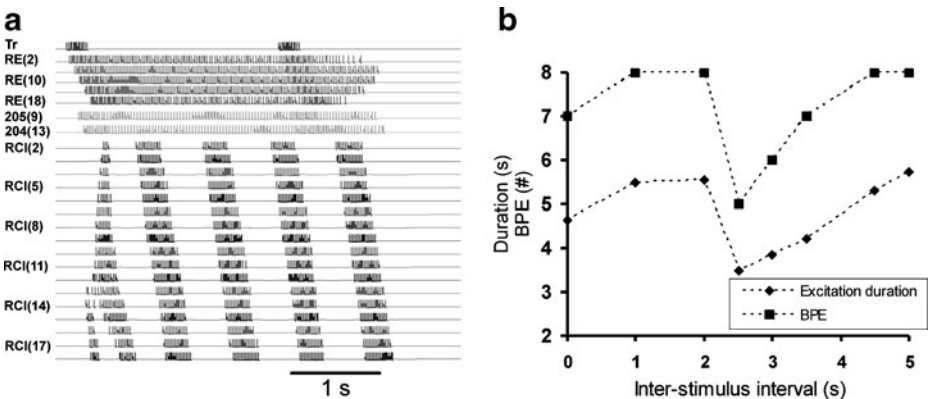 a
Tr
RE(2)
RE(10)
RE(18)
205(9)
204(13)
RCI(2)
RCI(5)
RCI(8)
RCI(11)
RCI(14)
RCI(17)
1 s
b
8
7
6
5
4
3
2
Duration (s)
BPE (#)
Excitation duration
BPE
0 1 2 3 4 5
Inter-stimulus interval (s)